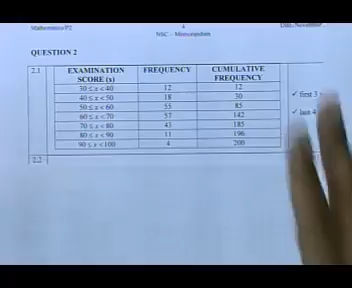 Mathematics/P2
4
NSC – Memorandum
QUESTION 2
2.1 EXAMINATION SCORE (x) FREQUENCY CUMULATIVE FREQUENCY
30 ≤ x < 40 12 12
40 ≤ x < 50 18 30
50 ≤ x < 60 55 85
60 ≤ x < 70 57 142
70 ≤ x < 80 43 185
80 ≤ x < 90 11 196
90 ≤ x < 100 4 200
✓ first 3
✓ last 4
2.2